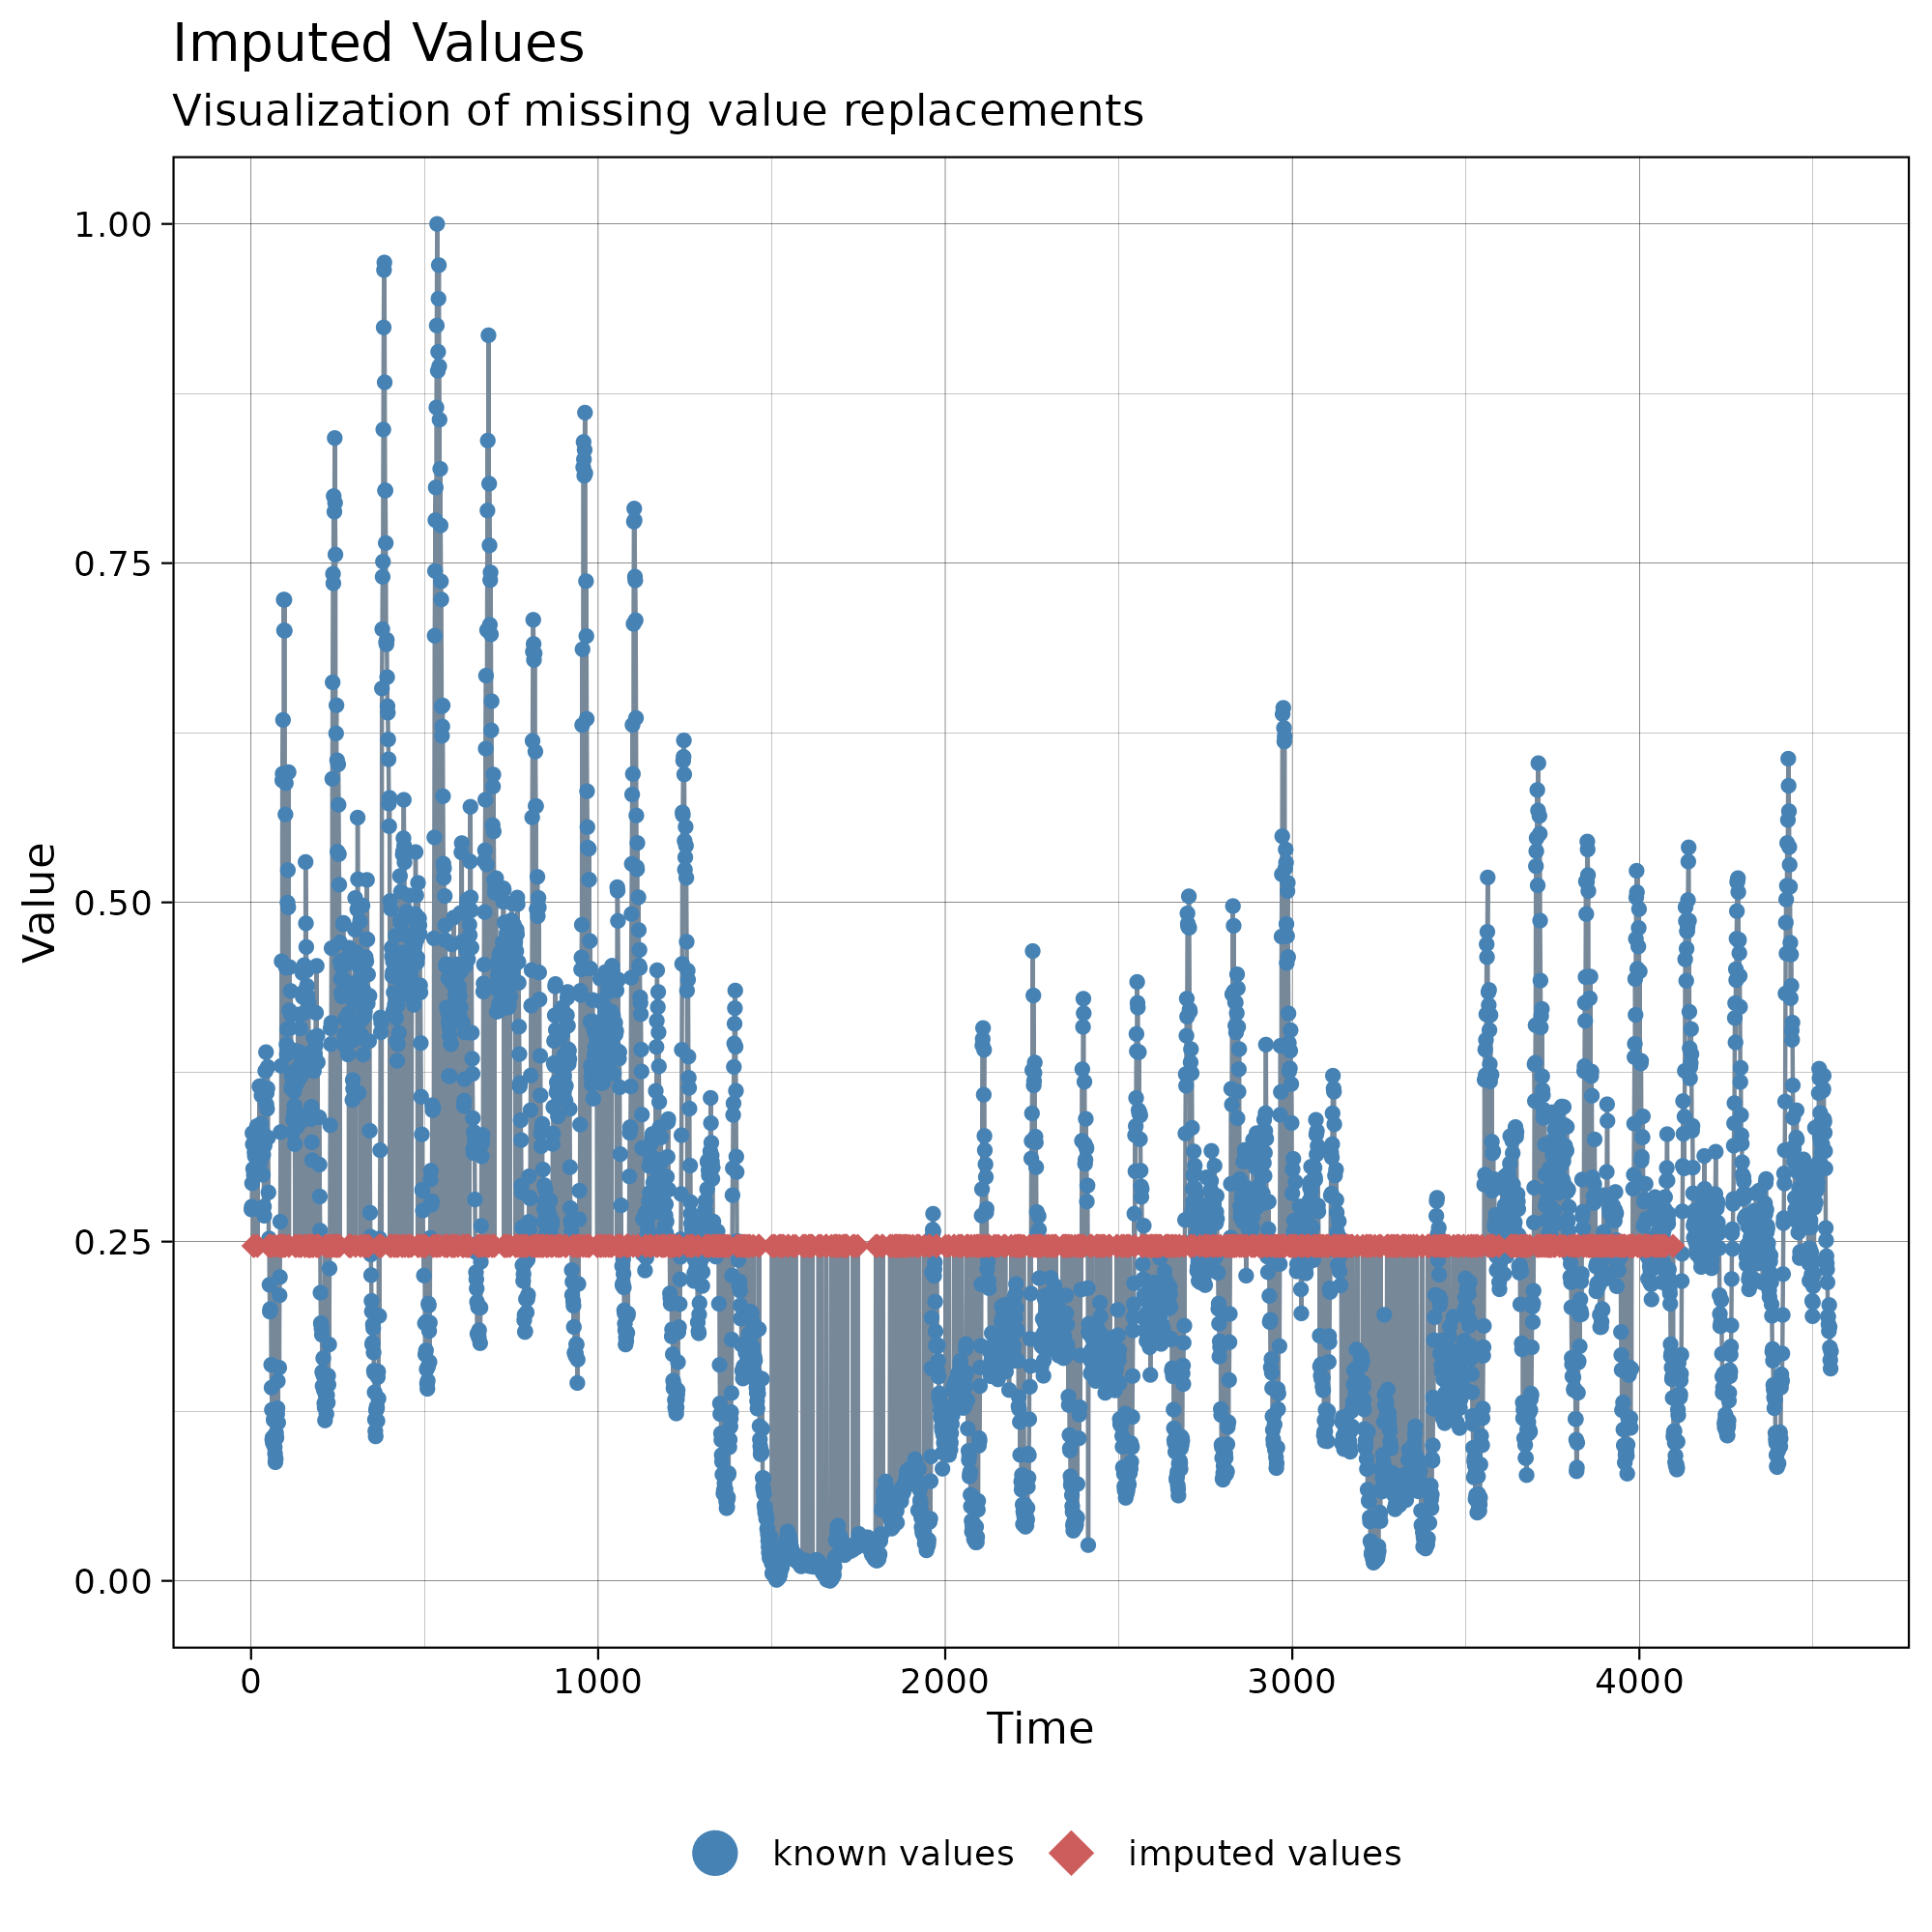 Imputed Values
Visualization of missing value replacements
1.00
0.75
0.50
0.25
0.00
Value
0 1000 2000 3000 4000
Time
known values imputed values